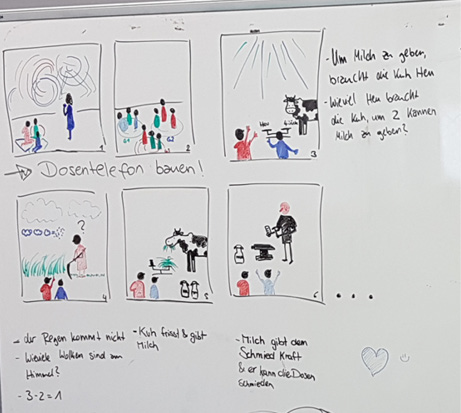 - Um Milch zu geben,
braucht die Kuh Heu
- Wieviel Heu braucht
die Kuh, um 2 Kannen
Milch zu geben?
1
2
3
→ Dosentelefon bauen!
?
4
5
6
...
- der Regen kommt nicht
- Wieviele Wolken sind am
Himmel?
- 3-2=1
- Kuh frisst & gibt
Milch
- Milch gibt dem
Schmied Kraft
& er kann die Dosen
schmieden